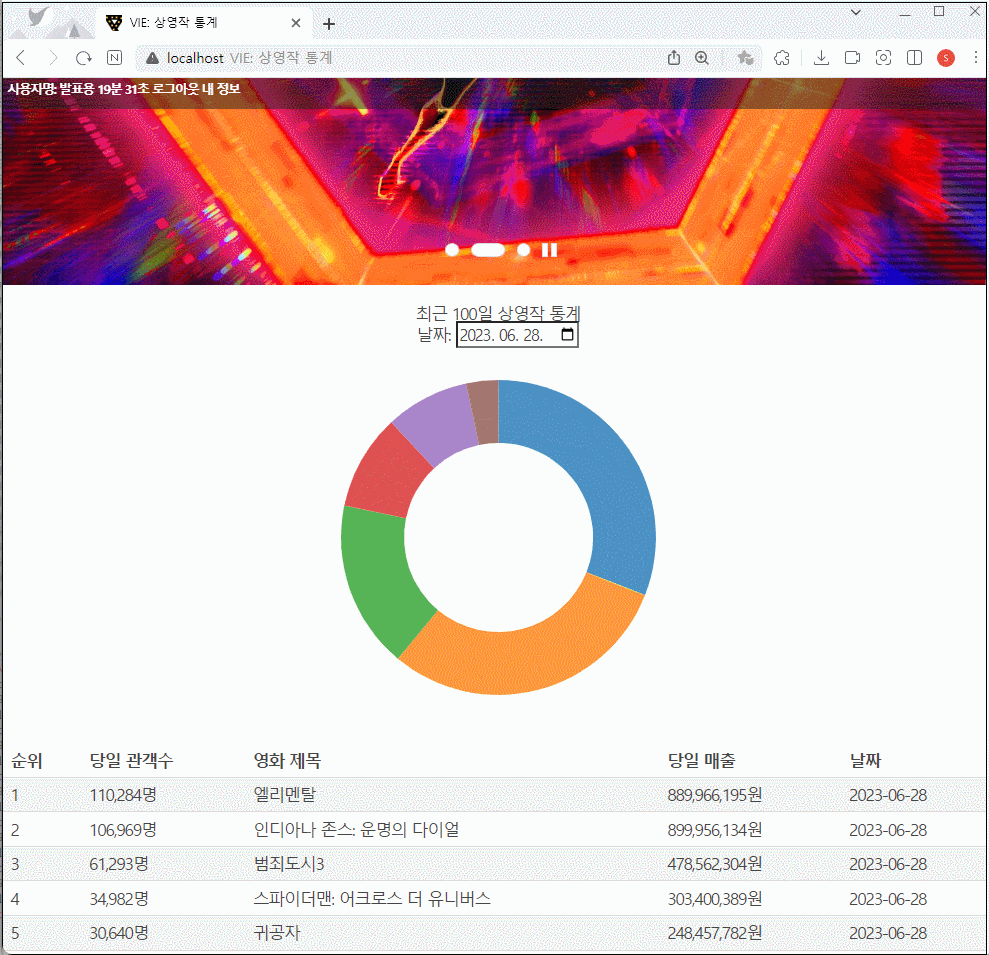 VIE: 상영작 통계
N localhost VIE: 상영작 통계 S
사용자명: 발표용 19분 31초 로그아웃 내 정보
최근 100일 상영작 통계
날짜: 2023. 06. 28.
순위 당일 관객수 영화 제목 당일 매출 날짜
1 110,284명 엘리멘탈 889,966,195원 2023-06-28
2 106,969명 인디아나 존스: 운명의 다이얼 899,956,134원 2023-06-28
3 61,293명 범죄도시3 478,562,304원 2023-06-28
4 34,982명 스파이더맨: 어크로스 더 유니버스 303,400,389원 2023-06-28
5 30,640명 귀공자 248,457,782원 2023-06-28